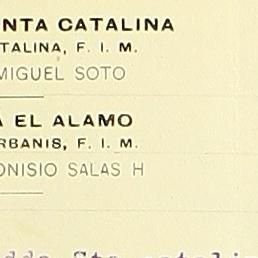 NTA CATALINA
TALINA, F. I. M.
MIGUEL SOTO
A EL ALAMO
RBANIS, F. I. M.
ONISIO SALAS H